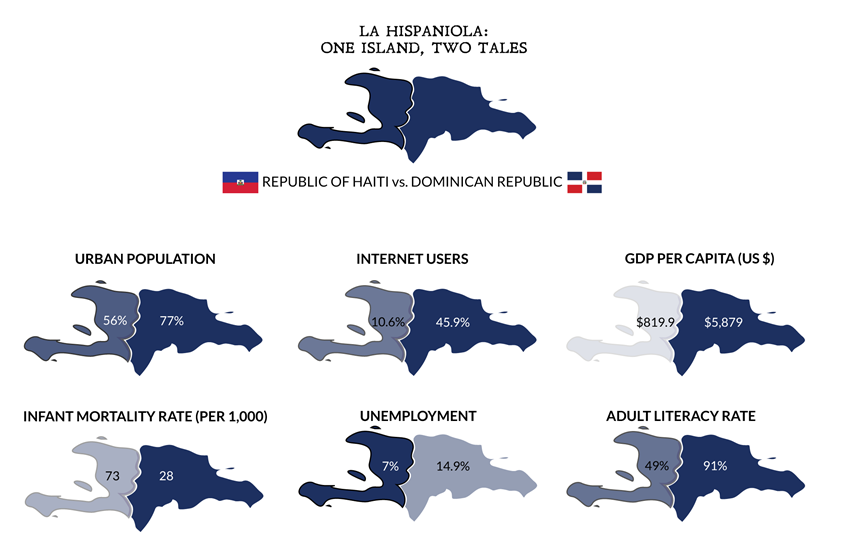 LA HISPANIOLA:
ONE ISLAND, TWO TALES
REPUBLIC OF HAITI vs. DOMINICAN REPUBLIC
URBAN POPULATION
56% 77%
INTERNET USERS
10.6% 45.9%
GDP PER CAPITA (US $)
$819.9 $5,879
INFANT MORTALITY RATE (PER 1,000)
73 28
UNEMPLOYMENT
7% 14.9%
ADULT LITERACY RATE
49% 91%